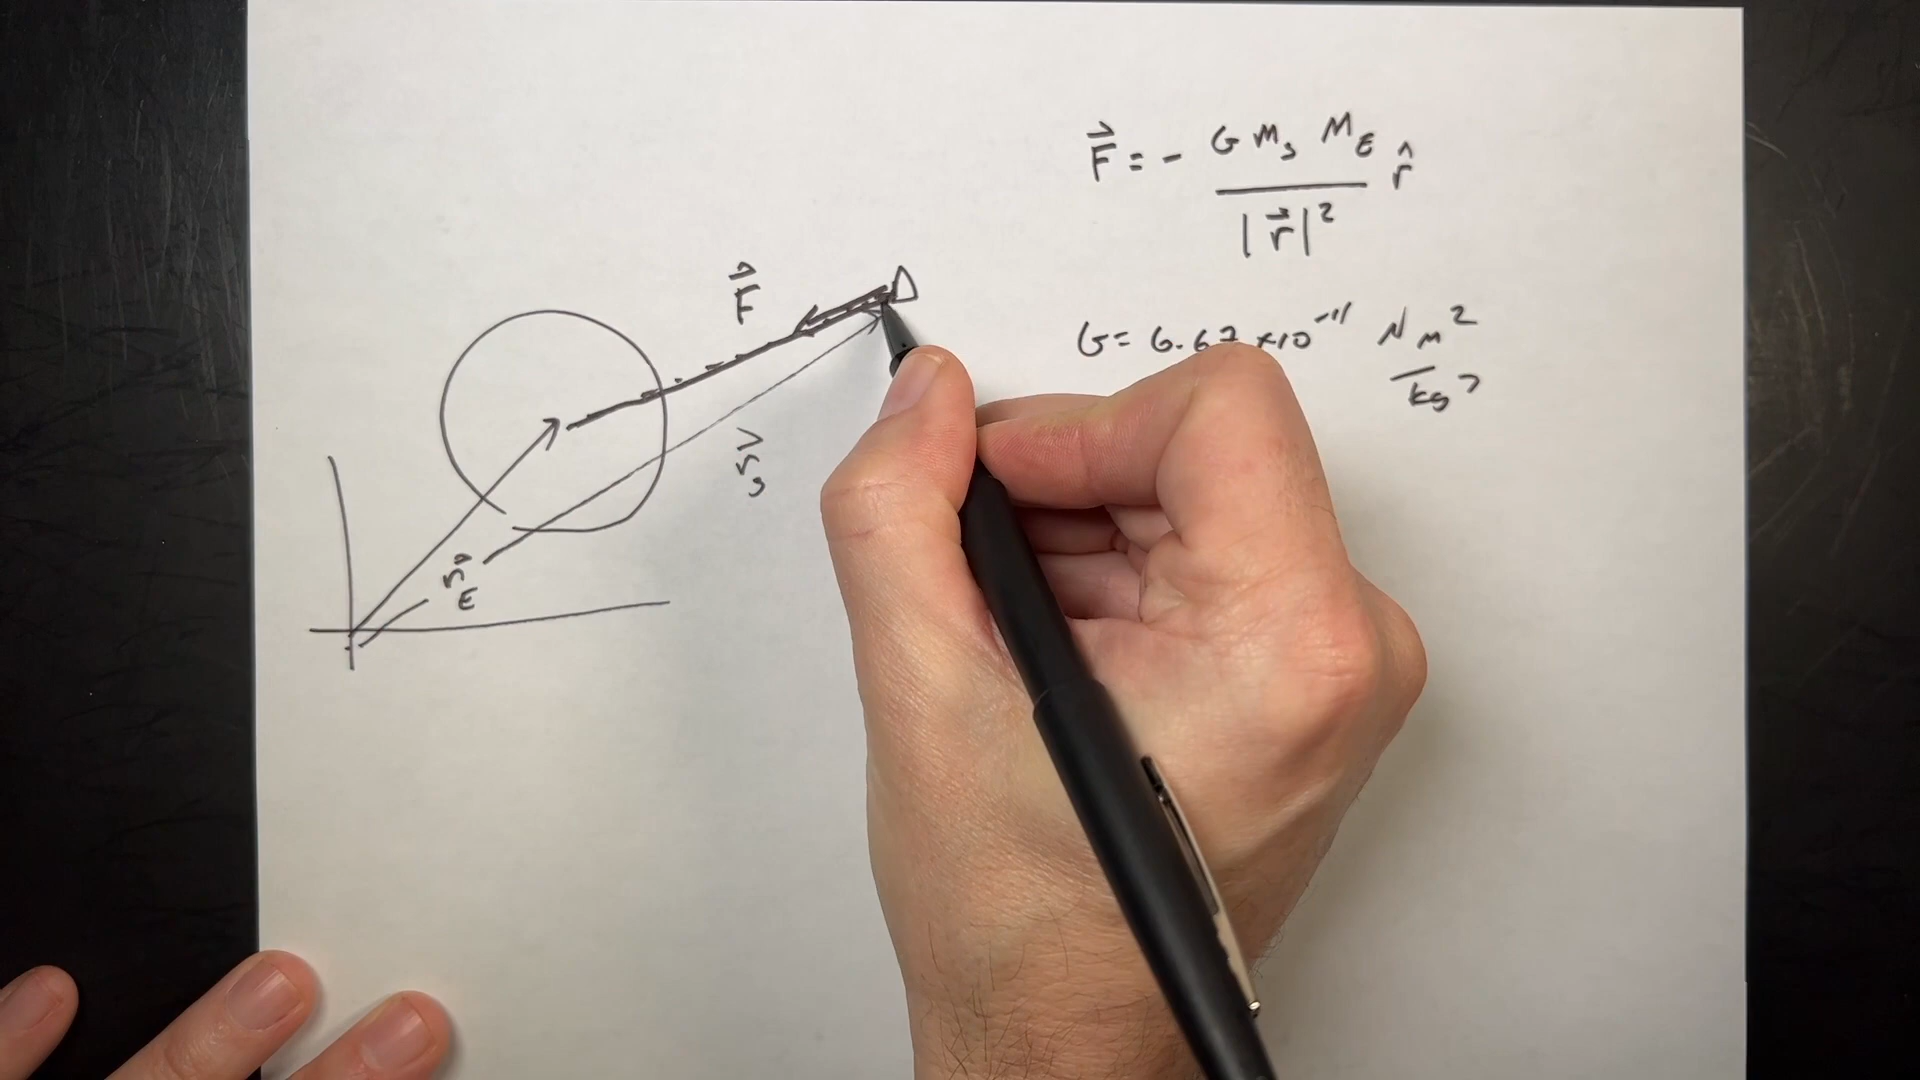 F⃗ = - G m_s M_E / |r⃗|² r̂
G = 6.67 × 10⁻¹¹ N m² / kg²
F⃗
r⃗_s
r⃗_E